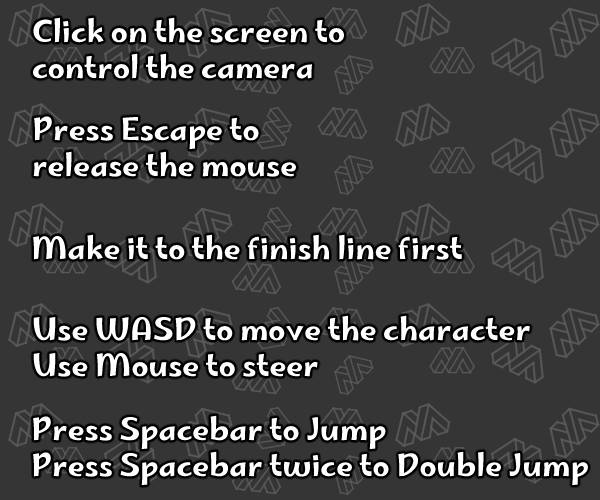 Click on the screen to
control the camera
Press Escape to
release the mouse
Make it to the finish line first
Use WASD to move the character
Use Mouse to steer
Press Spacebar to Jump
Press Spacebar twice to Double Jump